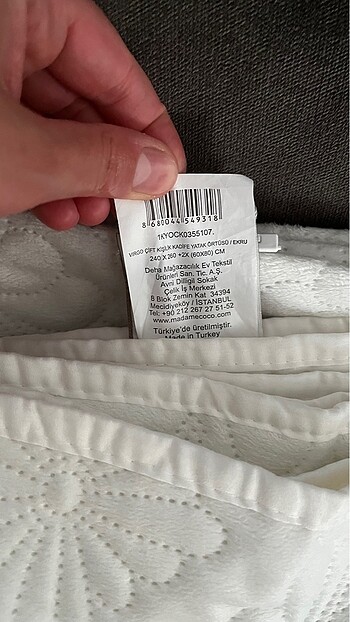 8 680044 549318
1KYOCK0355107.
VIRGO ÇİFT KİŞİLİK KADİFE YATAK ÖRTÜSÜ / EKRU
240 X 260 +2X (60X80) CM
Deha Mağazacılık Ev Tekstil
Ürünleri San. Tic. A.Ş.
Avni Dilligil Sokak
Çelik İş Merkezi
B Blok Zemin Kat 34394
Mecidiyeköy / İSTANBUL
Tel: +90 212 267 27 51-52
www.madamecoco.com
Türkiye'de üretilmiştir.
Made in Turkey